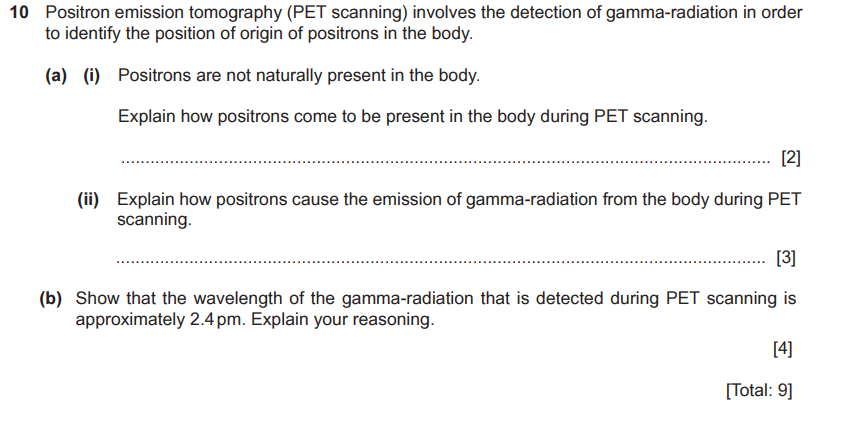 10 Positron emission tomography (PET scanning) involves the detection of gamma-radiation in order
to identify the position of origin of positrons in the body.
(a) (i) Positrons are not naturally present in the body.
Explain how positrons come to be present in the body during PET scanning.
.................................................................................................................................... [2]
(ii) Explain how positrons cause the emission of gamma-radiation from the body during PET
scanning.
.................................................................................................................................... [3]
(b) Show that the wavelength of the gamma-radiation that is detected during PET scanning is
approximately 2.4 pm. Explain your reasoning.
[4]
[Total: 9]